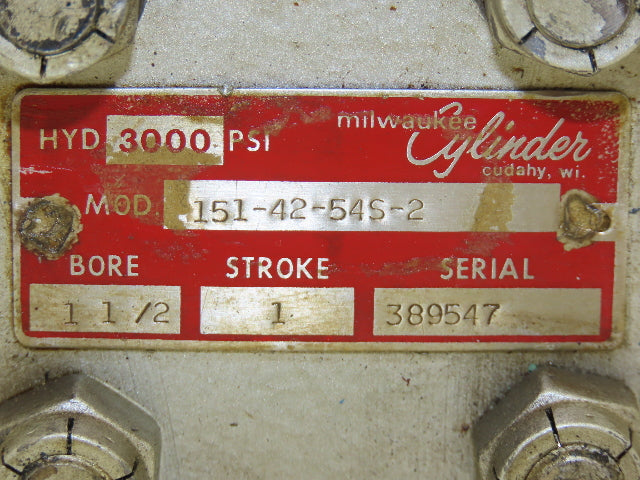 milwaukee Cylinder
cudahy, wi.
HYD 3000 PSI
MOD. 151-42-54S-2
BORE STROKE SERIAL
1 1/2 1 389547